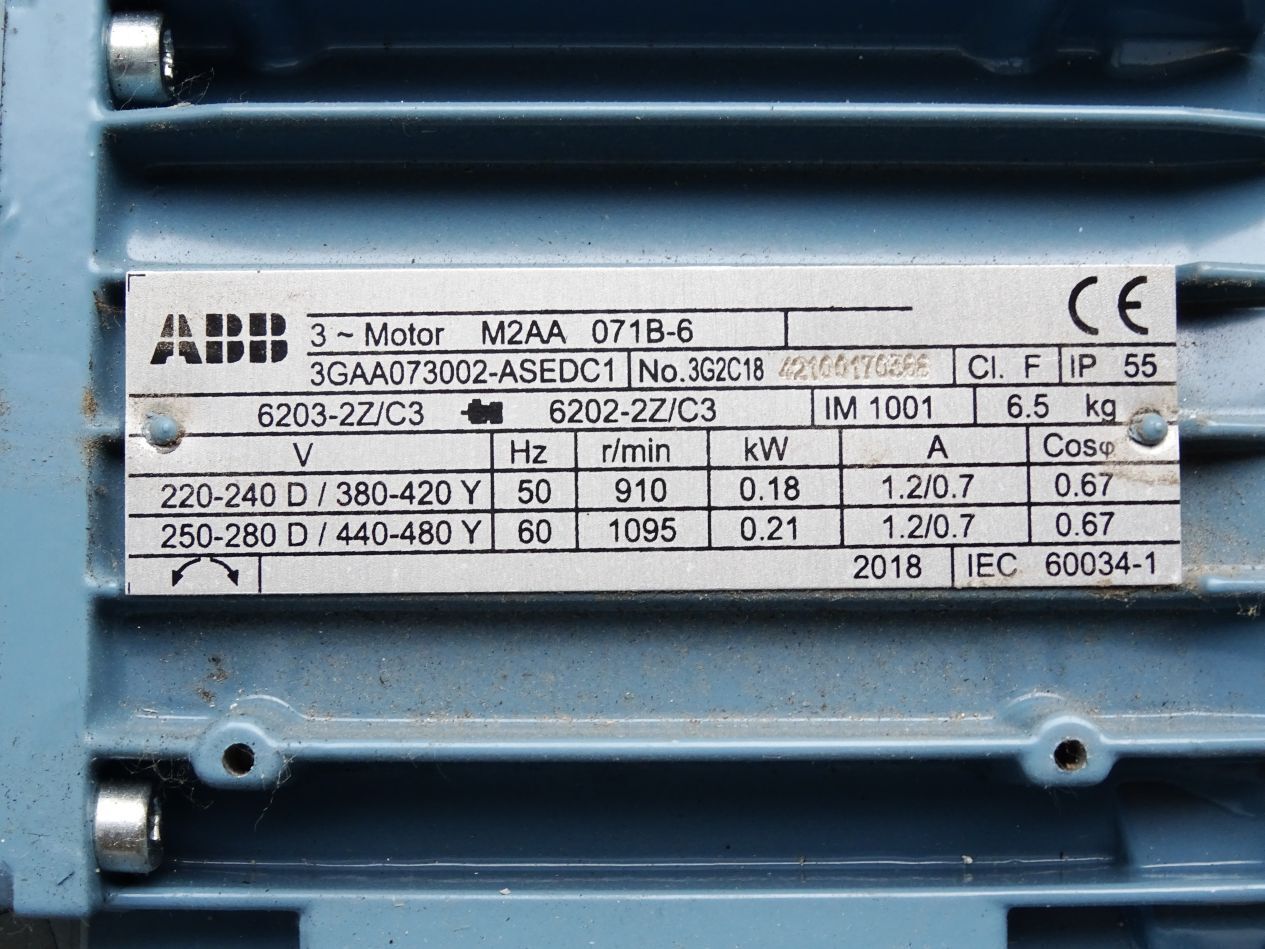 ABB
CE
3 ~ Motor M2AA 071B-6
3GAA073002-ASEDC1 No.3G2C18 Cl. F IP 55
6203-2Z/C3 6202-2Z/C3 IM 1001 6.5 kg
V Hz r/min kW A Cosφ
220-240 D / 380-420 Y 50 910 0.18 1.2/0.7 0.67
250-280 D / 440-480 Y 60 1095 0.21 1.2/0.7 0.67
2018 IEC 60034-1